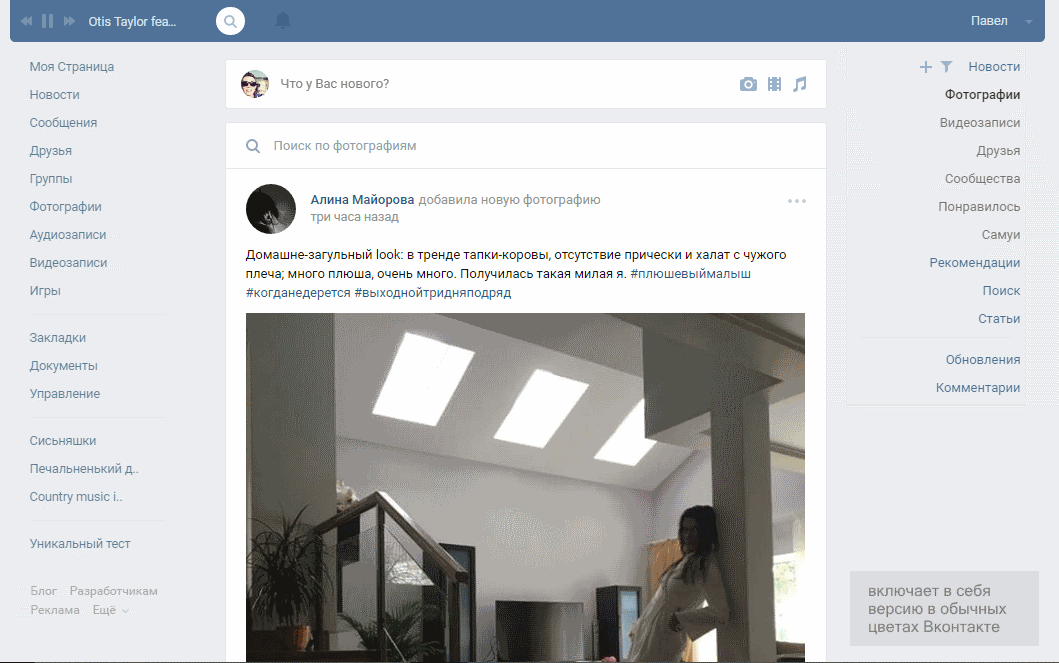 Otis Taylor fea...
Павел
Моя Страница
Новости
Сообщения
Друзья
Группы
Фотографии
Аудиозаписи
Видеозаписи
Игры
Закладки
Документы
Управление
Сисьняшки
Печальненький д..
Country music i..
Уникальный тест
Блог Разработчикам
Реклама Ещё
Что у Вас нового?
Поиск по фотографиям
Алина Майорова добавила новую фотографию
три часа назад
Домашне-загульный look: в тренде тапки-коровы, отсутствие прически и халат с чужого
плеча; много плюша, очень много. Получилась такая милая я. #плюшевыймалыш
#когданедерется #выходнойтридняподряд
Новости
Фотографии
Видеозаписи
Друзья
Сообщества
Понравилось
Самуи
Рекомендации
Поиск
Статьи
Обновления
Комментарии
включает в себя
версию в обычных
цветах Вконтакте